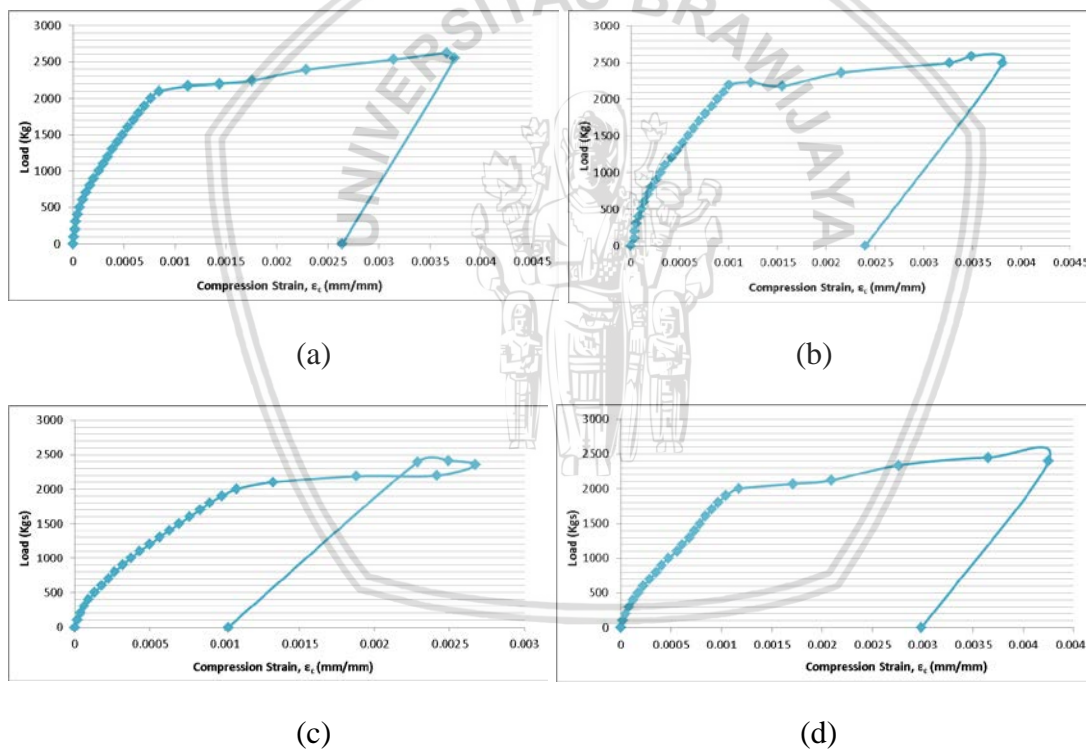 UNIVERSITAS BRAWIJAYA
3000
2500
2000
1500
1000
500
0
Load (Kg)
0 0.0005 0.001 0.0015 0.002 0.0025 0.003 0.0035 0.004 0.0045
Compression Strain, εc (mm/mm)
(a)
3000
2500
2000
1500
1000
500
0
Load (Kg)
0 0.0005 0.001 0.0015 0.002 0.0025 0.003 0.0035 0.004 0.0045
Compression Strain, εc (mm/mm)
(b)
3000
2500
2000
1500
1000
500
0
Load (Kgs)
0 0.0005 0.001 0.0015 0.002 0.0025 0.003
Compression Strain, εc (mm/mm)
(c)
3000
2500
2000
1500
1000
500
0
Load (Kgs)
0 0.0005 0.001 0.0015 0.002 0.0025 0.003 0.0035 0.004 0.004
Compression Strain, εc (mm/mm)
(d)